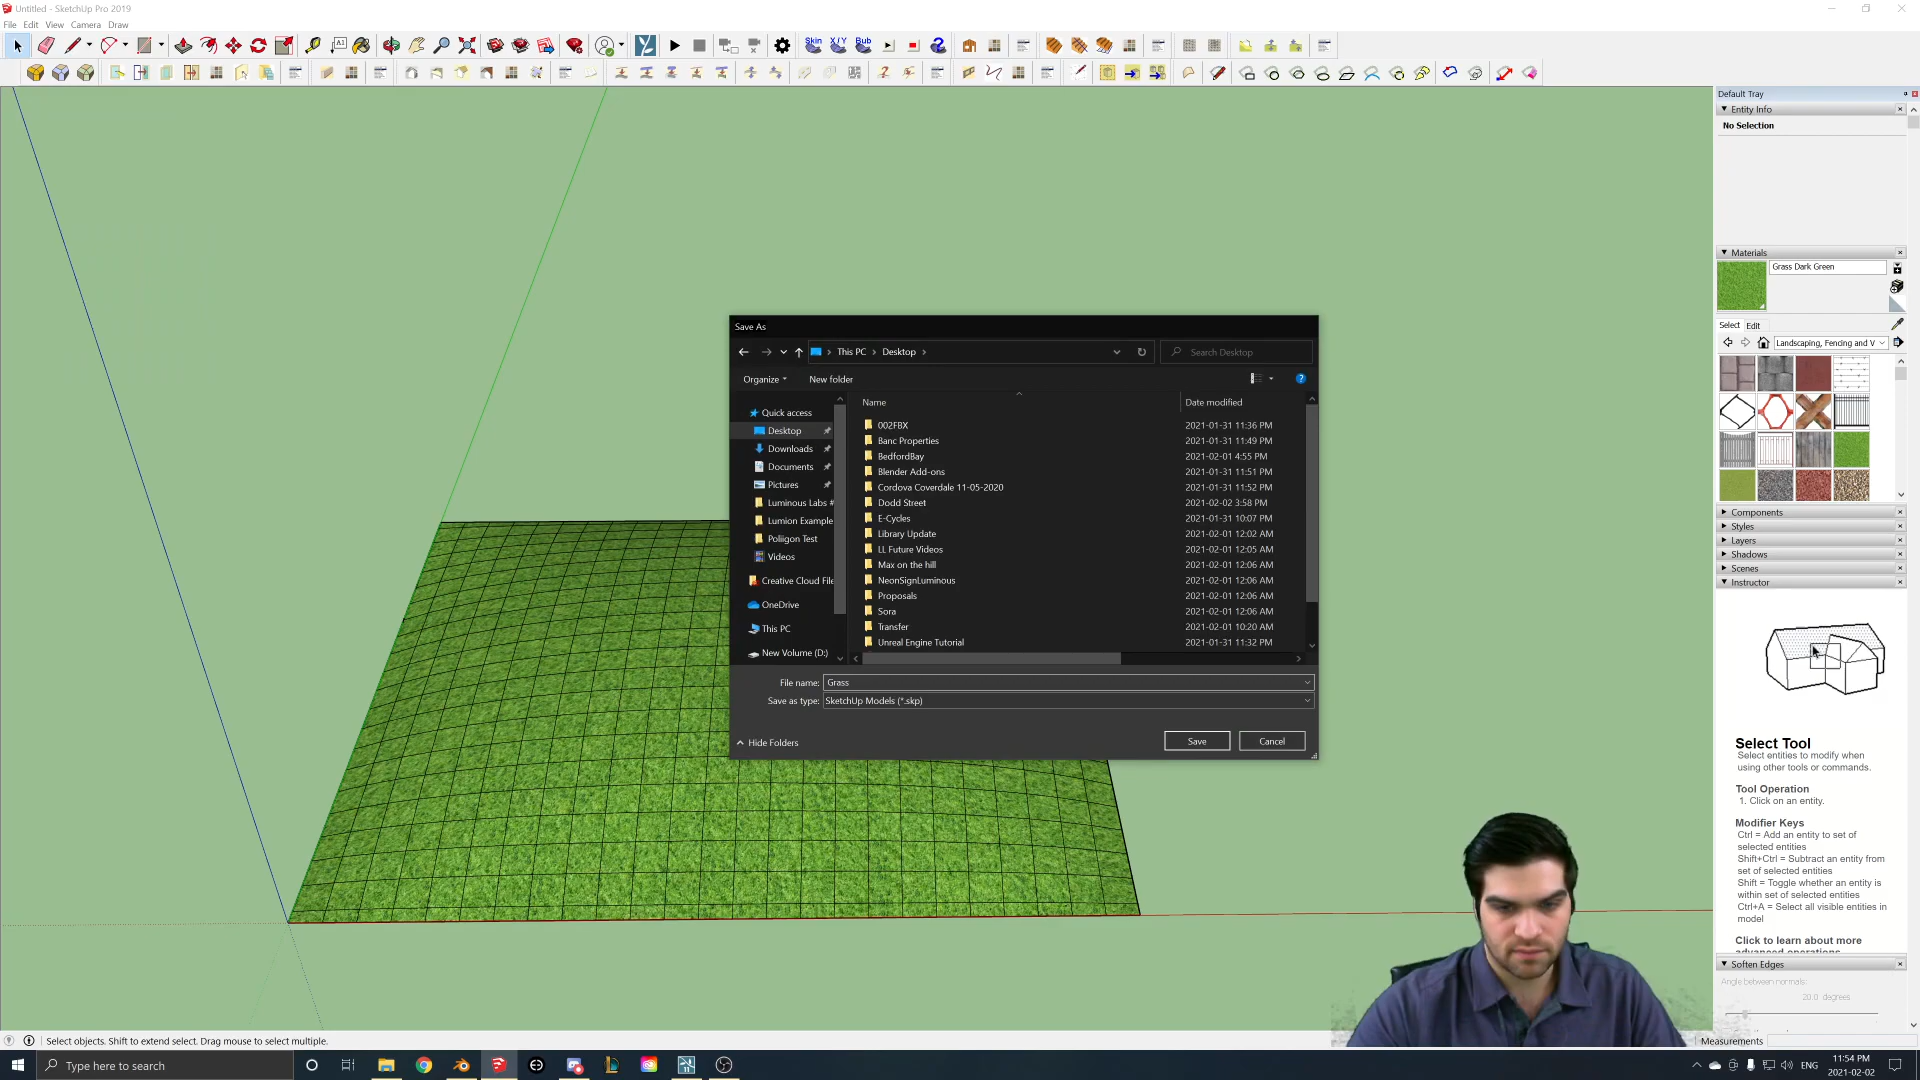 Untitled - SketchUp Pro 2019
File Edit View Camera Draw
Skin X/Y Bub
Default Tray
Entity Info
No Selection
Materials
Grass Dark Green
Select Edit
Landscaping, Fencing and V
Components
Styles
Layers
Shadows
Scenes
Instructor
Select Tool
Select entities to modify when
using other tools or commands.
Tool Operation
1. Click on an entity.
Modifier Keys
Ctrl = Add an entity to set of
selected entities
Shift+Ctrl = Subtract an entity from
set of selected entities
Shift = Toggle whether an entity is
within set of selected entities
Ctrl+A = Select all visible entities in
model
Click to learn about more
advanced operations
Soften Edges
Angle between normals:
20.0 degrees
Save As
This PC > Desktop >
Search Desktop
Organize
New folder
Quick access
Desktop
Downloads
Documents
Pictures
Luminous Labs #
Lumion Example
Poliigon Test
Videos
Creative Cloud File
OneDrive
This PC
New Volume (D:)
Name Date modified
002FBX 2021-01-31 11:36 PM
Banc Properties 2021-01-31 11:49 PM
BedfordBay 2021-02-01 4:55 PM
Blender Add-ons 2021-01-31 11:51 PM
Cordova Coverdale 11-05-2020 2021-01-31 11:52 PM
Dodd Street 2021-02-02 3:58 PM
E-Cycles 2021-01-31 10:07 PM
Library Update 2021-02-01 12:02 AM
LL Future Videos 2021-02-01 12:05 AM
Max on the hill 2021-02-01 12:06 AM
NeonSignLuminous 2021-02-01 12:06 AM
Proposals 2021-02-01 12:06 AM
Sora 2021-02-01 12:06 AM
Transfer 2021-02-01 10:20 AM
Unreal Engine Tutorial 2021-01-31 11:32 PM
File name: Grass
Save as type: SketchUp Models (*.skp)
Hide Folders
Save
Cancel
Select objects. Shift to extend select. Drag mouse to select multiple.
Measurements
Type here to search
ENG
11:54 PM
2021-02-02